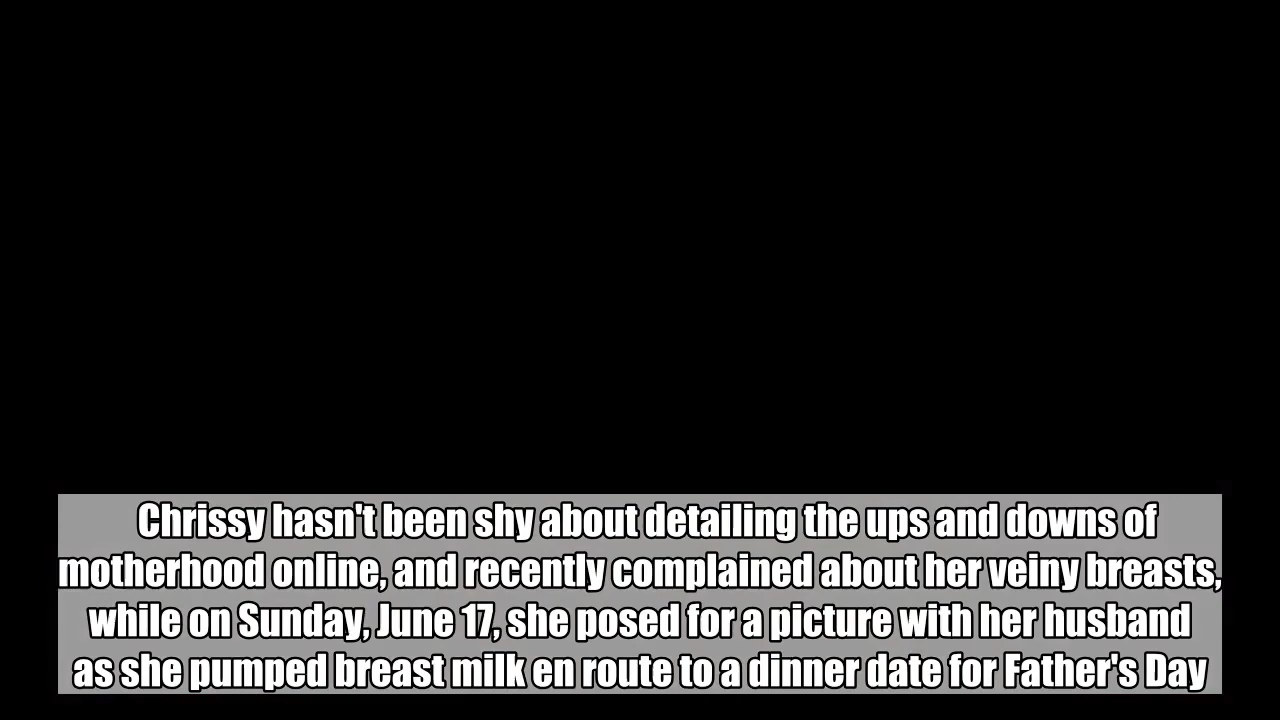 Chrissy hasn't been shy about detailing the ups and downs of
motherhood online, and recently complained about her veiny breasts,
while on Sunday, June 17, she posed for a picture with her husband
as she pumped breast milk en route to a dinner date for Father's Day